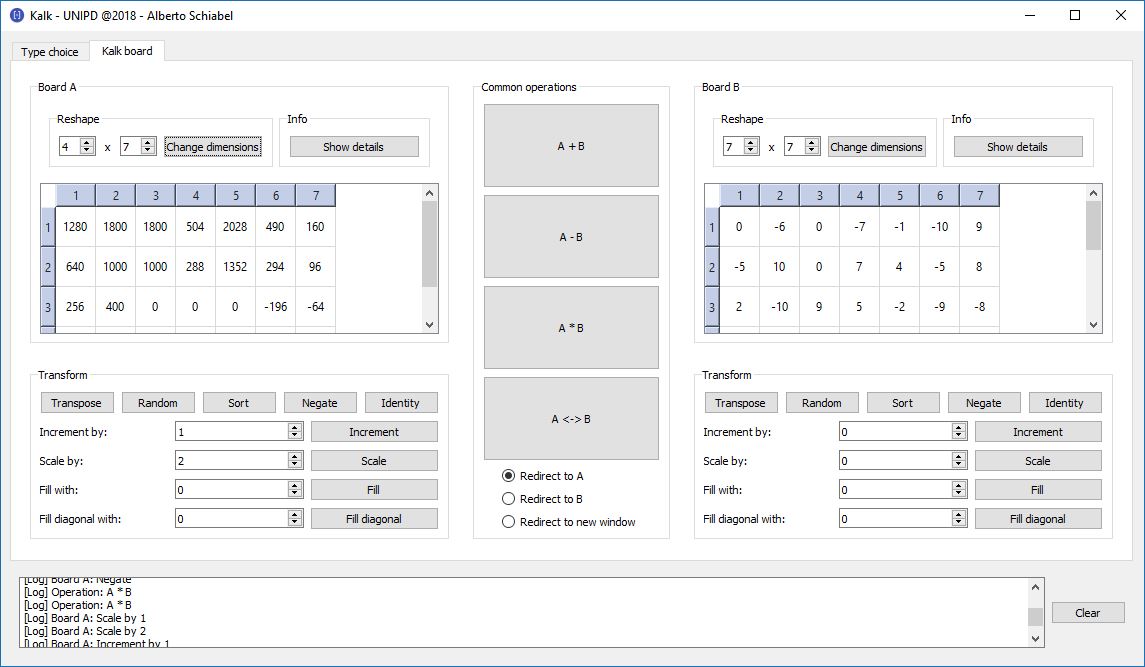 Kalk - UNIPD @2018 - Alberto Schiabel
Type choice Kalk board
Board A
Reshape Info
4 x 7 Change dimensions Show details
1 2 3 4 5 6 7
1 1280 1800 1800 504 2028 490 160
2 640 1000 1000 288 1352 294 96
3 256 400 0 0 0 -196 -64
Transform
Transpose Random Sort Negate Identity
Increment by: 1 Increment
Scale by: 2 Scale
Fill with: 0 Fill
Fill diagonal with: 0 Fill diagonal
Common operations
A + B
A - B
A * B
A <-> B
Redirect to A
Redirect to B
Redirect to new window
Board B
Reshape Info
7 x 7 Change dimensions Show details
1 2 3 4 5 6 7
1 0 -6 0 -7 -1 -10 9
2 -5 10 0 7 4 -5 8
3 2 -10 9 5 -2 -9 -8
Transform
Transpose Random Sort Negate Identity
Increment by: 0 Increment
Scale by: 0 Scale
Fill with: 0 Fill
Fill diagonal with: 0 Fill diagonal
[Log] Board A: Negate
[Log] Operation: A * B
[Log] Operation: A * B
[Log] Board A: Scale by 1
[Log] Board A: Scale by 2
[Log] Board A: Increment by 1
Clear